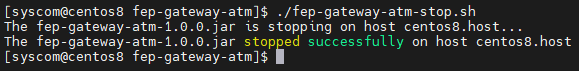 [syscom@centos8 fep-gateway-atm]$ ./fep-gateway-atm-stop.sh
The fep-gateway-atm-1.0.0.jar is stopping on host centos8.host...
The fep-gateway-atm-1.0.0.jar stopped successfully on host centos8.host
[syscom@centos8 fep-gateway-atm]$